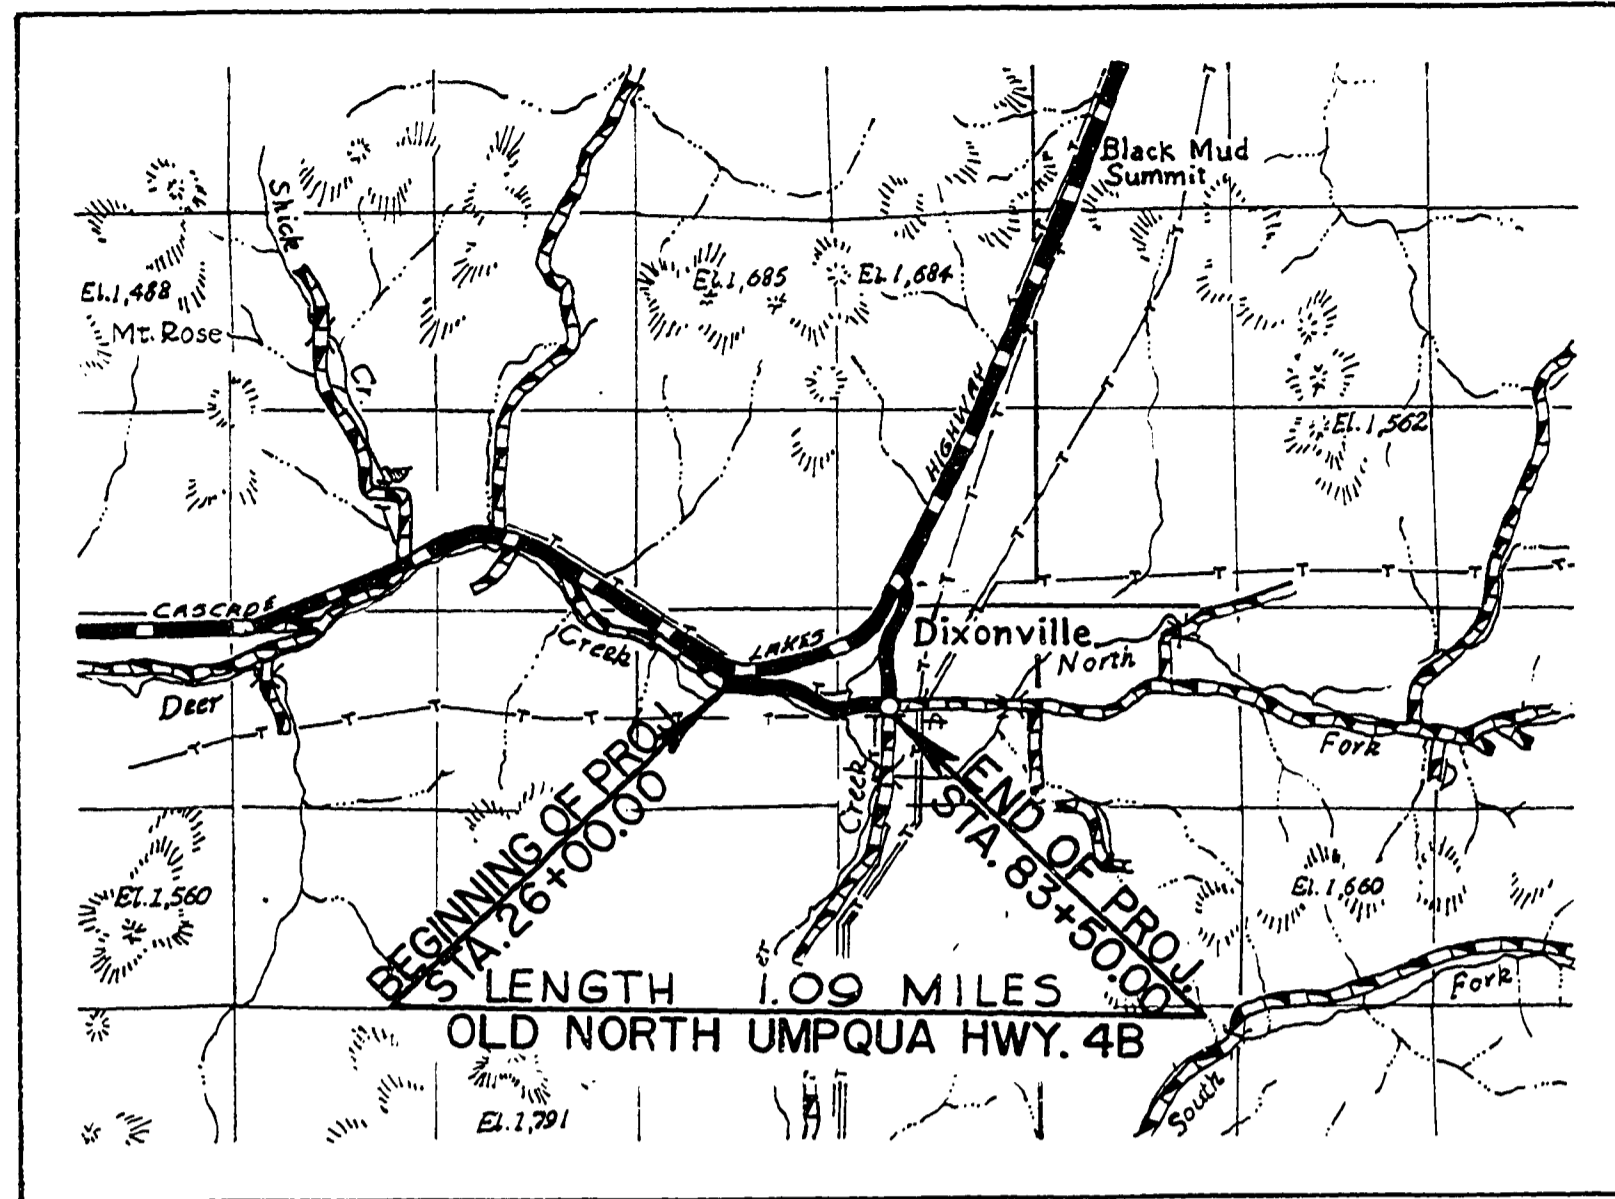 Black Mud
Summit
Shick
Cr.
El. 1,488
Mt. Rose
El. 1,685
El. 1,684
El. 1,562
HIGHWAY
CASCADE
LAKES
Dixonville
North
Creek
Deer
Fork
Creek
BEGINNING OF PROJ.
STA. 26+00.00
END OF PROJ.
STA. 83+50.00
El. 1,560
El. 1,660
LENGTH 1.09 MILES
OLD NORTH UMPQUA HWY. 4B
Fork
South
El. 1,791